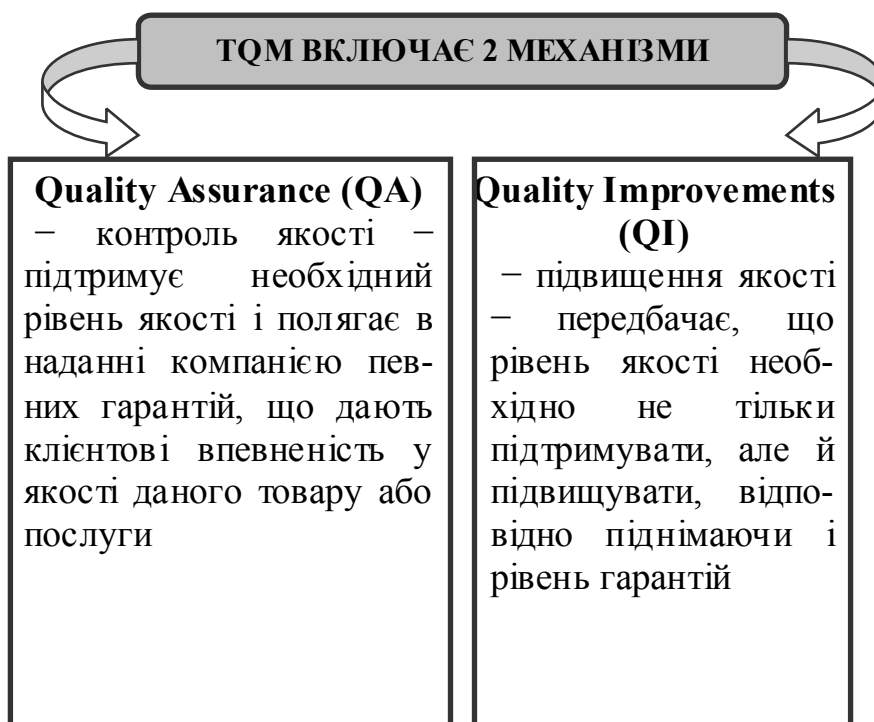 TQM ВКЛЮЧАЄ 2 МЕХАНІЗМИ
Quality Assurance (QA)
− контроль якості −
підтримує необхідний
рівень якості і полягає в
наданні компанією пев-
них гарантій, що дають
клієнтові впевненість у
якості даного товару або
послуги
Quality Improvements
(QI)
− підвищення якості
− передбачає, що
рівень якості необ-
хідно не тільки
підтримувати, але й
підвищувати, відпо-
відно піднімаючи і
рівень гарантій